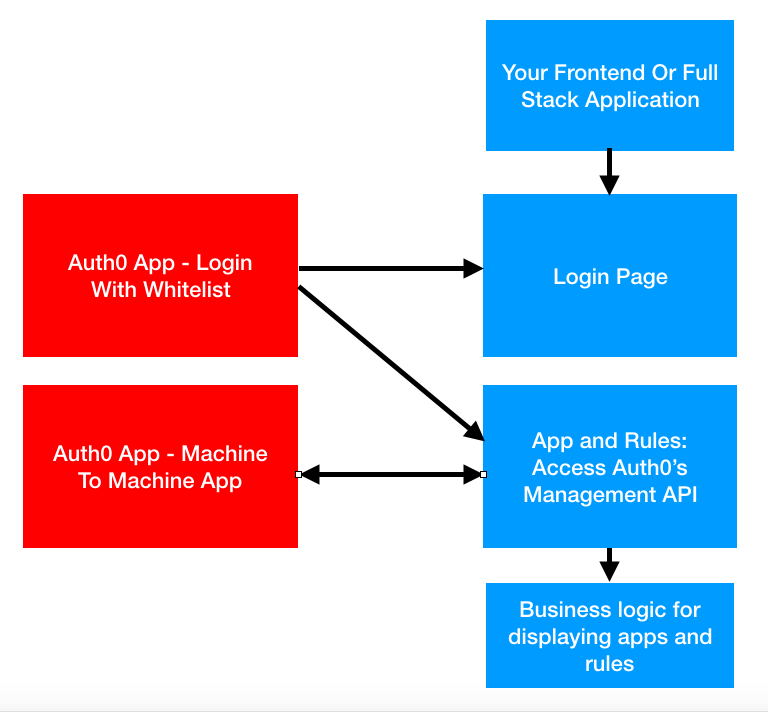 Your Frontend Or Full
Stack Application
Auth0 App - Login
With Whitelist
Login Page
Auth0 App - Machine
To Machine App
App and Rules:
Access Auth0’s
Management API
Business logic for
displaying apps and
rules